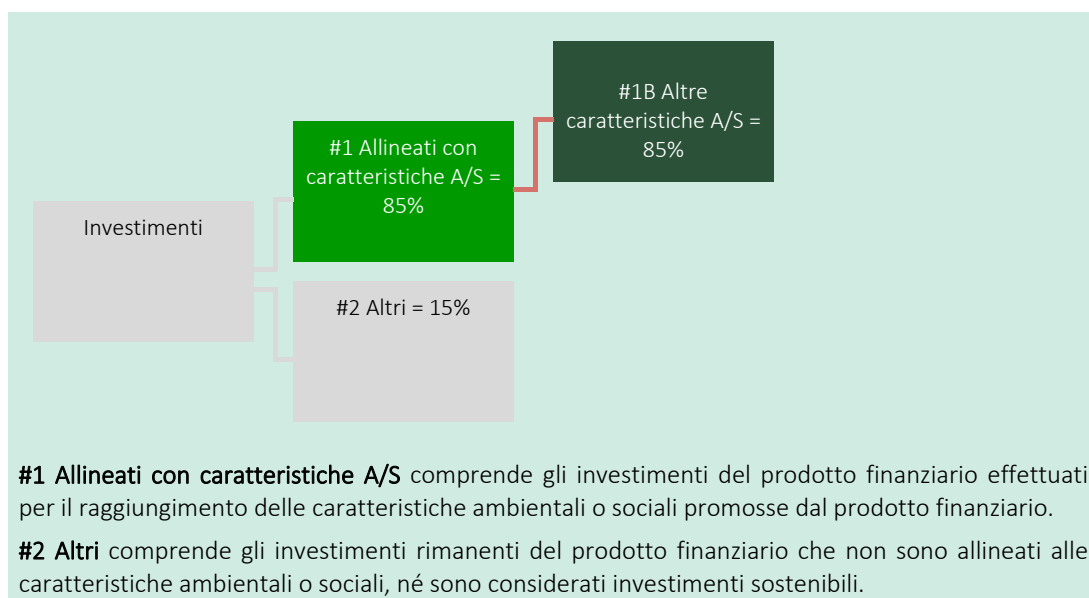 #1B Altre
caratteristiche A/S =
85%
#1 Allineati con
caratteristiche A/S =
85%
Investimenti
#2 Altri = 15%
#1 Allineati con caratteristiche A/S comprende gli investimenti del prodotto finanziario effettuati
per il raggiungimento delle caratteristiche ambientali o sociali promosse dal prodotto finanziario.
#2 Altri comprende gli investimenti rimanenti del prodotto finanziario che non sono allineati alle
caratteristiche ambientali o sociali, né sono considerati investimenti sostenibili.